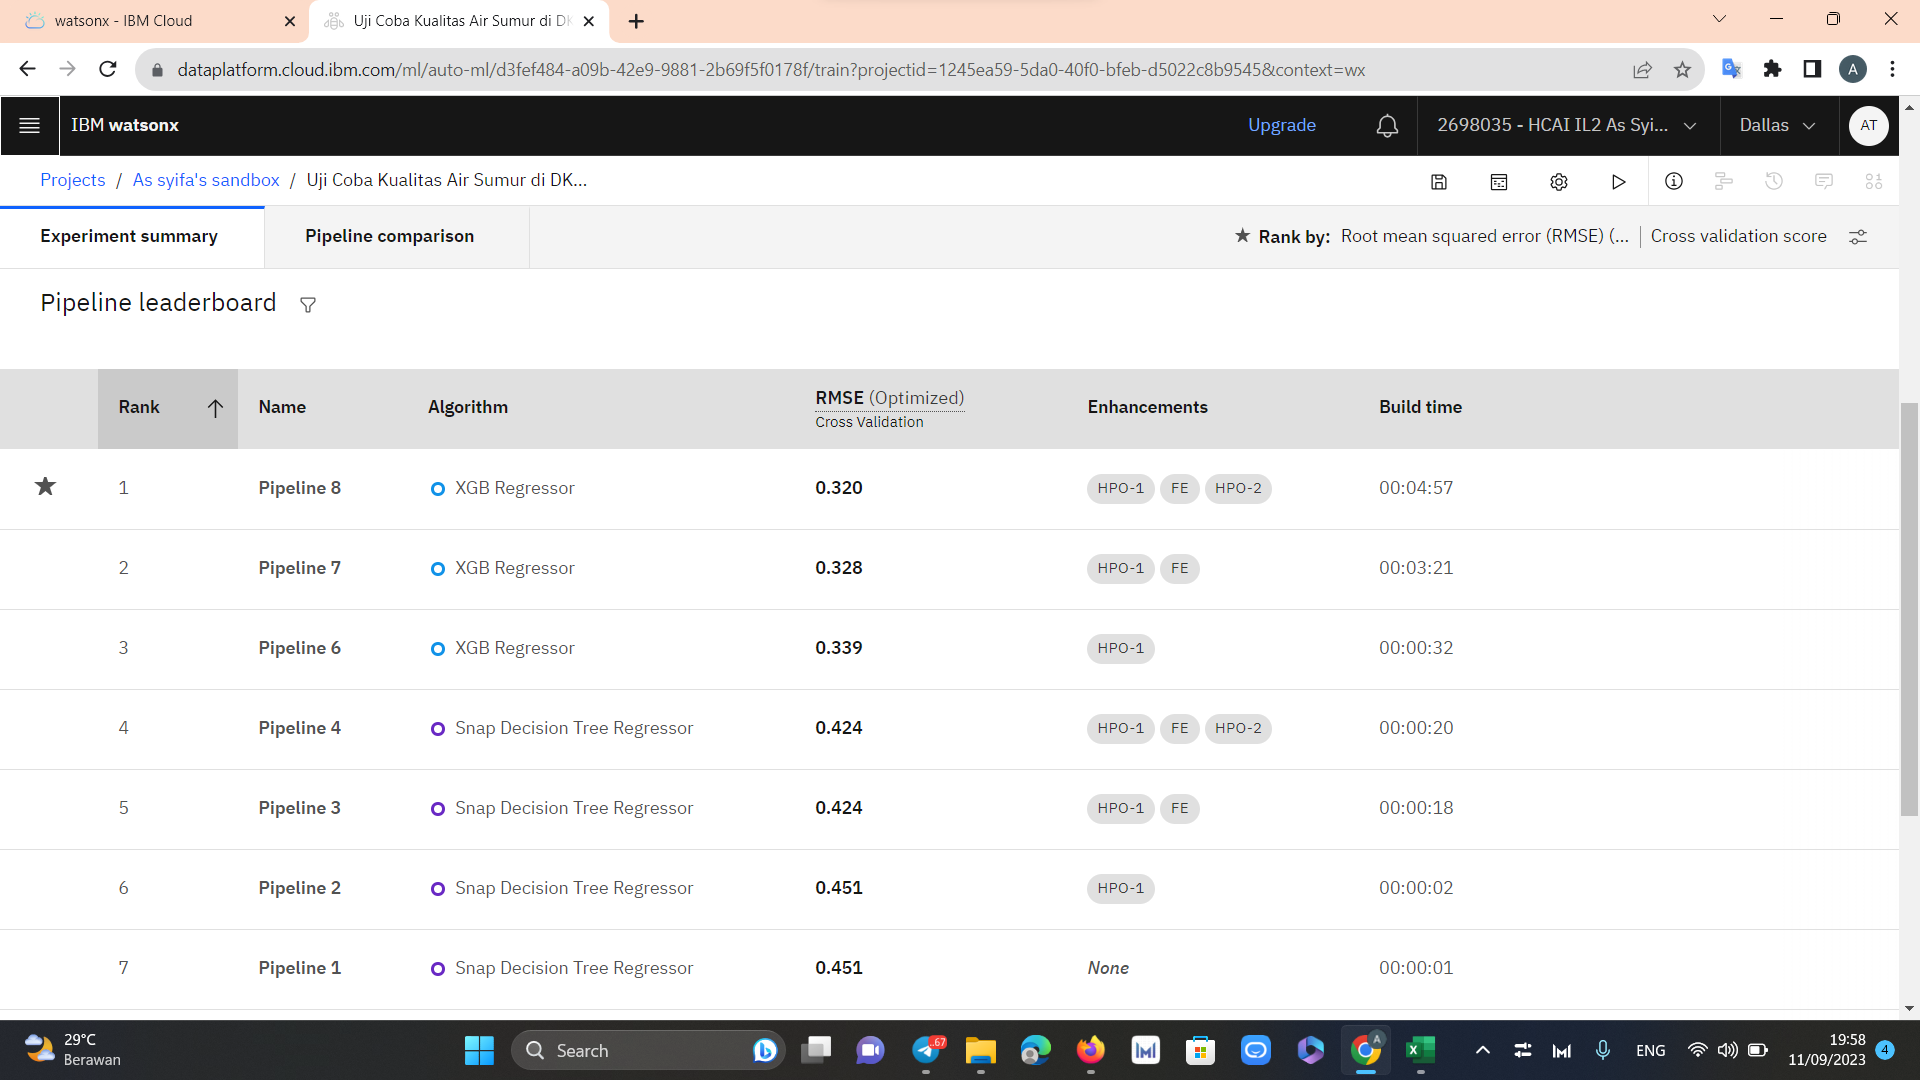 watsonx - IBM Cloud
Uji Coba Kualitas Air Sumur di DK
dataplatform.cloud.ibm.com/ml/auto-ml/d3fef484-a09b-42e9-9881-2b69f5f0178f/train?projectid=1245ea59-5da0-40f0-bfeb-d5022c8b9545&context=wx
A
IBM watsonx
Upgrade
2698035 - HCAI IL2 As Syi...
Dallas
AT
Projects / As syifa's sandbox / Uji Coba Kualitas Air Sumur di DK...
Experiment summary
Pipeline comparison
Rank by: Root mean squared error (RMSE) (... | Cross validation score
Pipeline leaderboard
Rank Name Algorithm RMSE (Optimized) Enhancements Build time
Cross Validation
1 Pipeline 8 XGB Regressor 0.320 HPO-1 FE HPO-2 00:04:57
2 Pipeline 7 XGB Regressor 0.328 HPO-1 FE 00:03:21
3 Pipeline 6 XGB Regressor 0.339 HPO-1 00:00:32
4 Pipeline 4 Snap Decision Tree Regressor 0.424 HPO-1 FE HPO-2 00:00:20
5 Pipeline 3 Snap Decision Tree Regressor 0.424 HPO-1 FE 00:00:18
6 Pipeline 2 Snap Decision Tree Regressor 0.451 HPO-1 00:00:02
7 Pipeline 1 Snap Decision Tree Regressor 0.451 None 00:00:01
29°C
Berawan
Search
67
A
ENG
19:58
11/09/2023
4